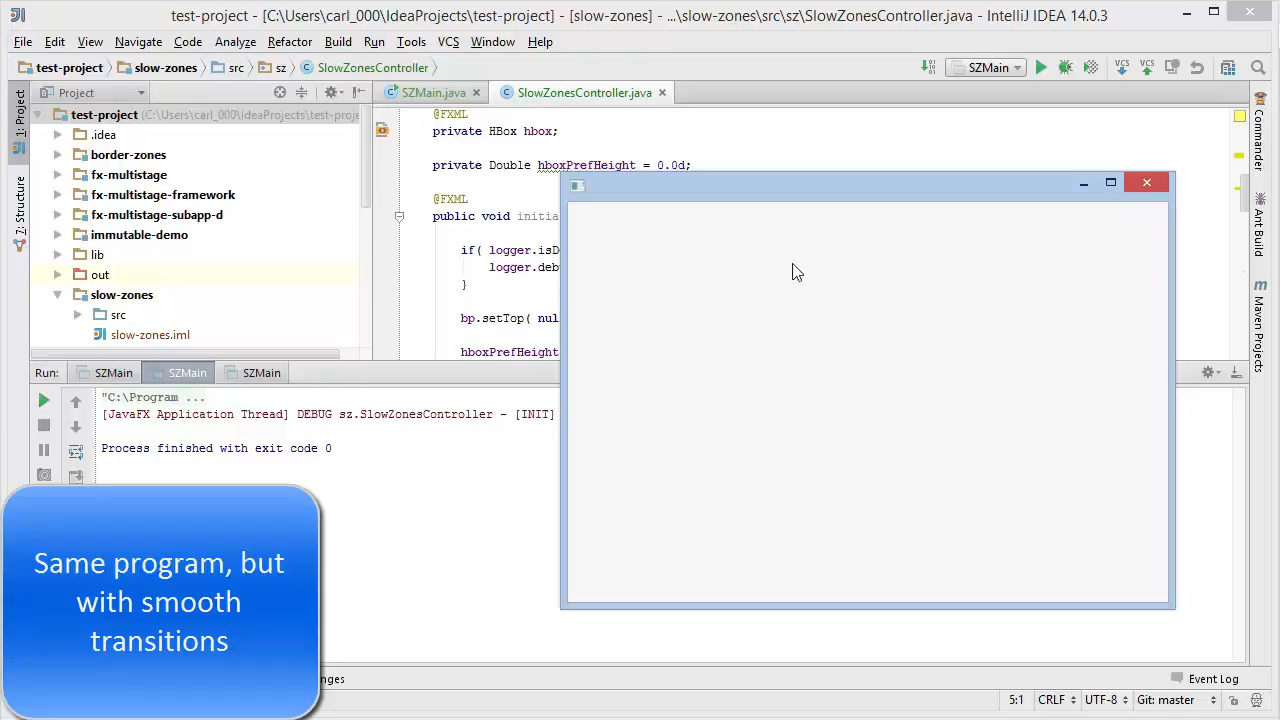 test-project - [C:\Users\carl_000\IdeaProjects\test-project] - [slow-zones] - ...\slow-zones\src\sz\SlowZonesController.java - IntelliJ IDEA 14.0.3
File Edit View Navigate Code Analyze Refactor Build Run Tools VCS Window Help
test-project slow-zones src sz SlowZonesController SZMain VCS VCS
Project SZMain.java SlowZonesController.java
1: Project
7: Structure
test-project (C:\Users\carl_000\IdeaProjects\test-proje
.idea
border-zones
fx-multistage
fx-multistage-framework
fx-multistage-subapp-d
immutable-demo
lib
out
slow-zones
src
slow-zones.iml
@FXML
private HBox hbox;
private Double hboxPrefHeight = 0.0d;
@FXML
public void initia
if( logger.isD
logger.deb
}
bp.setTop( nul
hboxPrefHeight
Commander
Ant Build
Maven Projects
Run: SZMain SZMain SZMain
"C:\Program ...
[JavaFX Application Thread] DEBUG sz.SlowZonesController - [INIT]
Process finished with exit code 0
Same program, but
with smooth
transitions
nges Event Log
5:1 CRLF UTF-8 Git: master